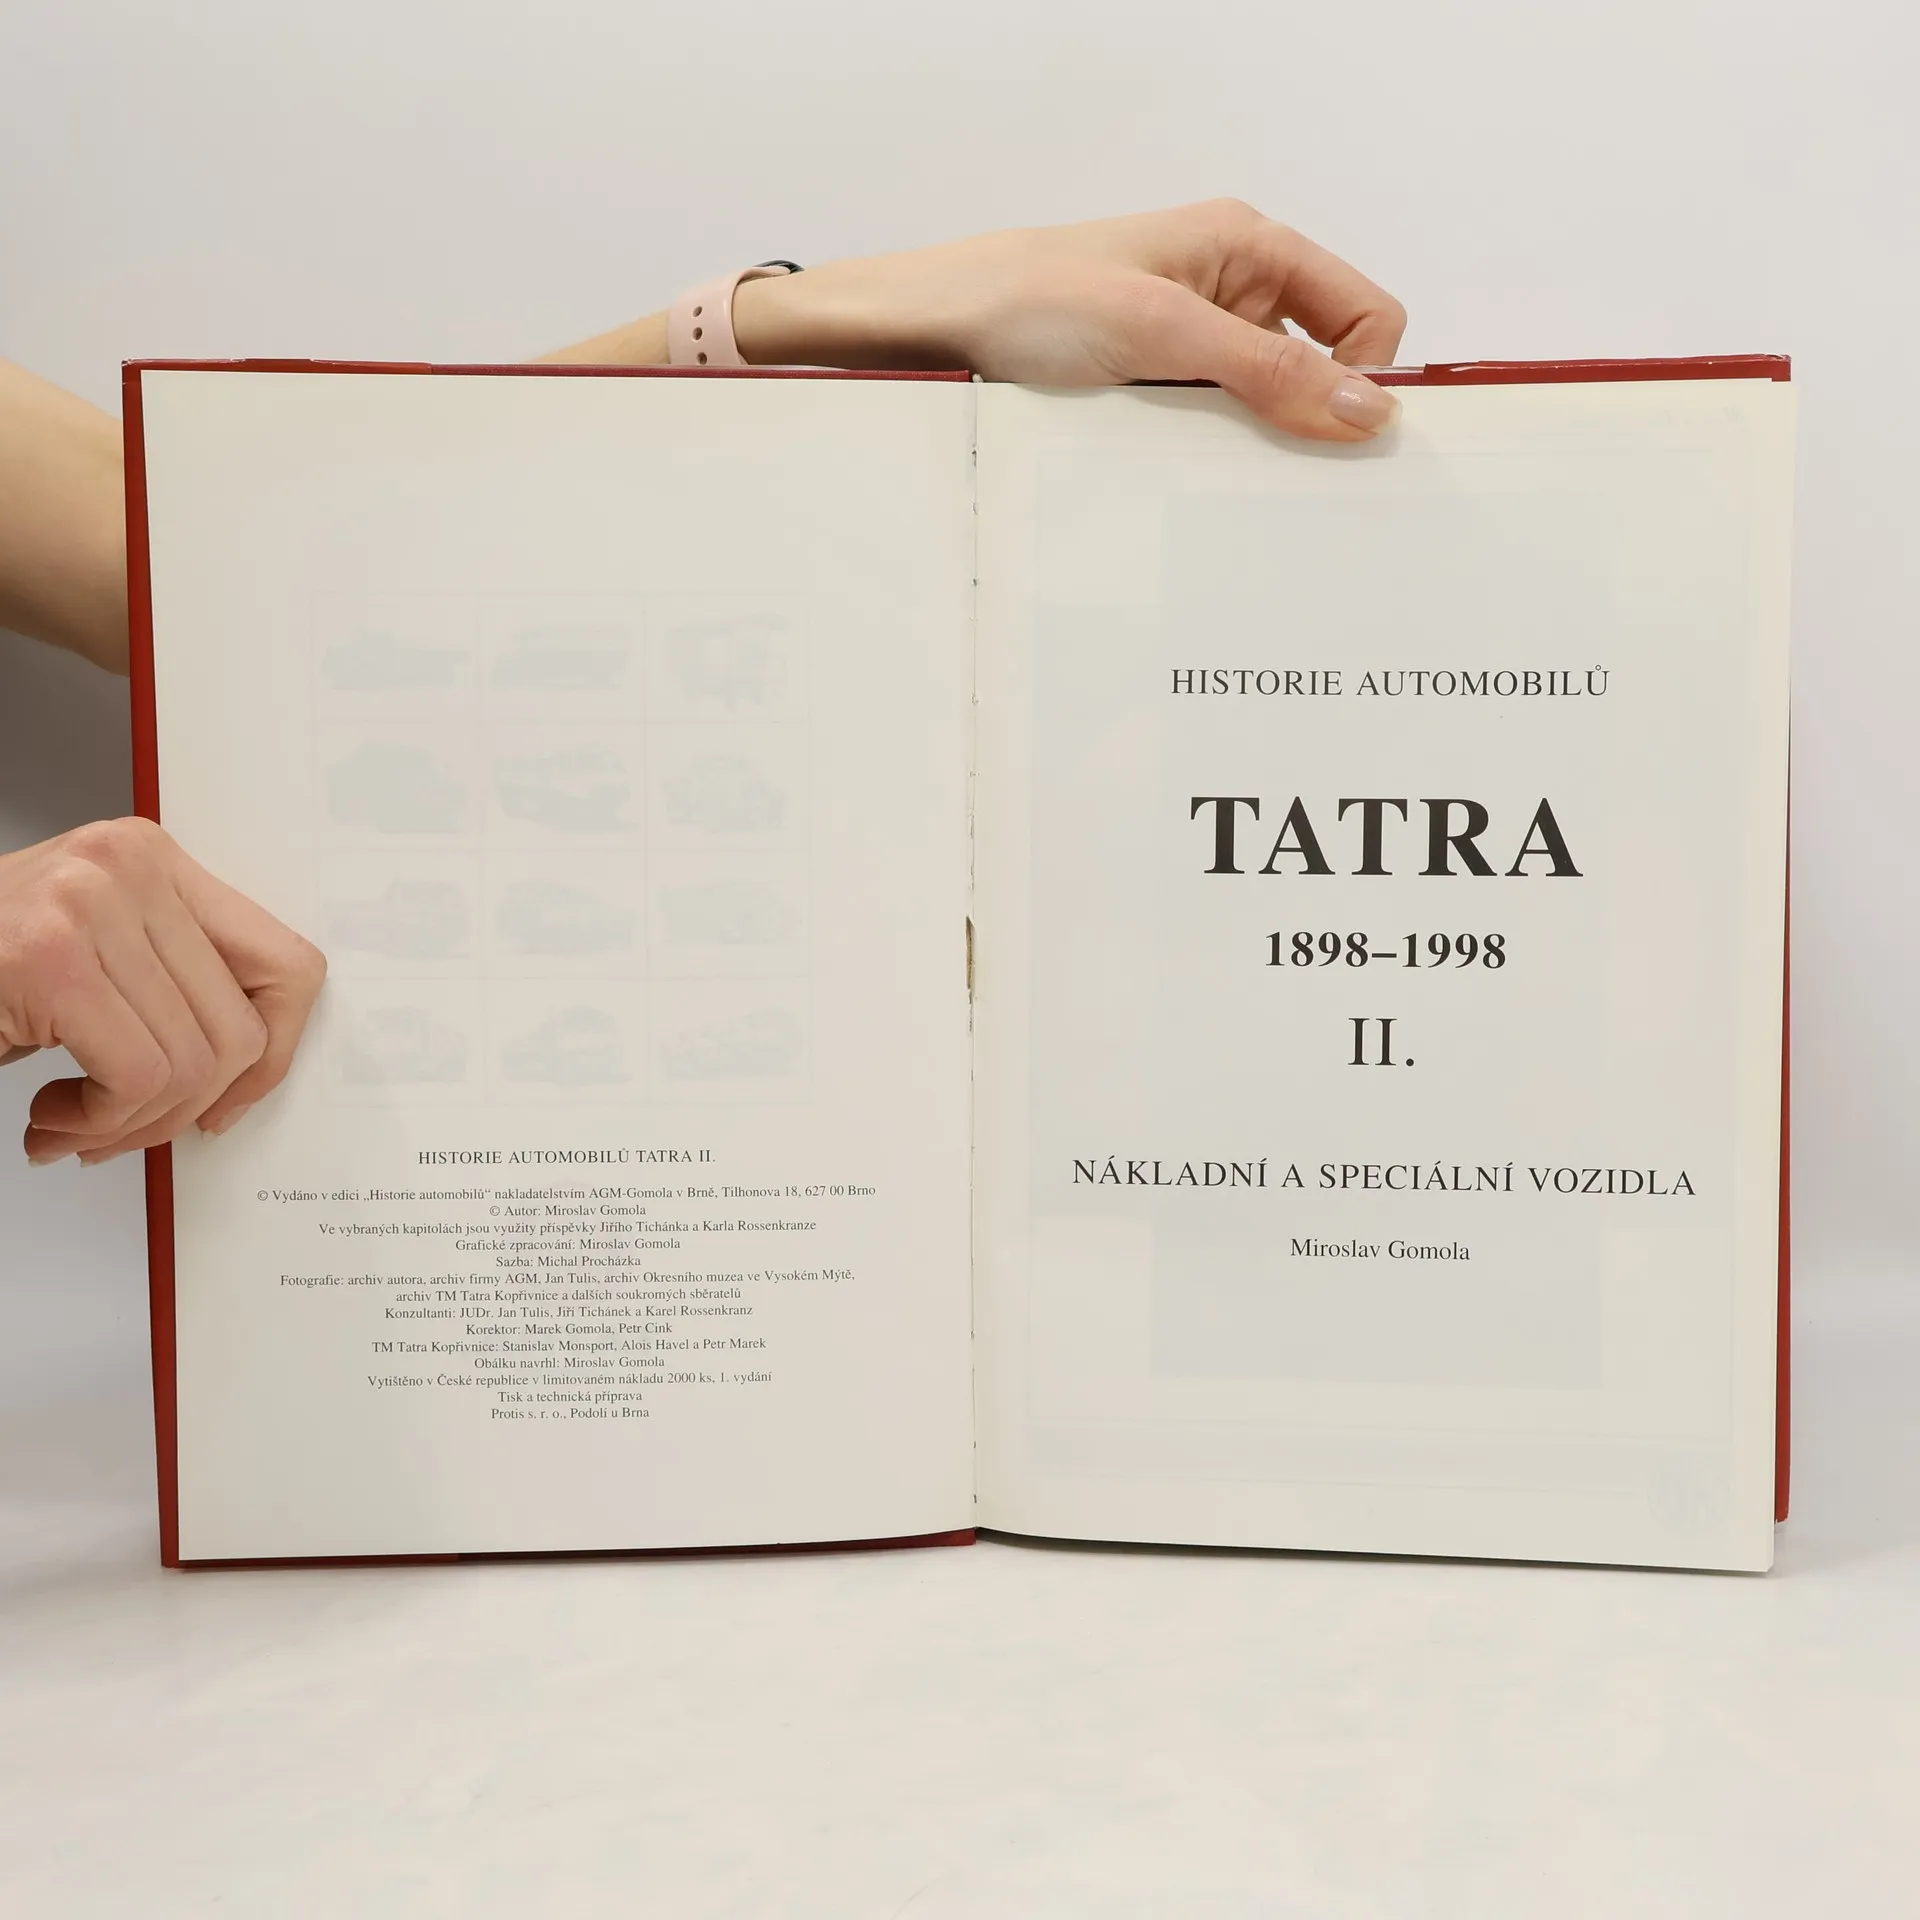 HISTORIE AUTOMOBILŮ TATRA II.
© Vydáno v edici „Historie automobilů“ nakladatelstvím AGM-Gomola v Brně, Tilhonova 18, 627 00 Brno
© Autor: Miroslav Gomola
Ve vybraných kapitolách jsou využity příspěvky Jiřího Tichánka a Karla Rossenkranze
Grafické zpracování: Miroslav Gomola
Sazba: Michal Procházka
Fotografie: archiv autora, archiv firmy AGM, Jan Tulis, archiv Okresního muzea ve Vysokém Mýtě,
archiv TM Tatra Kopřivnice a dalších soukromých sběratelů
Konzultanti: JUDr. Jan Tulis, Jiří Tichánek a Karel Rossenkranz
Korektor: Marek Gomola, Petr Cink
TM Tatra Kopřivnice: Stanislav Monsport, Alois Havel a Petr Marek
Obálku navrhl: Miroslav Gomola
Vytištěno v České republice v limitovaném nákladu 2000 ks, 1. vydání
Tisk a technická příprava
Protis s. r. o., Podolí u Brna
HISTORIE AUTOMOBILŮ
TATRA
1898–1998
II.
NÁKLADNÍ A SPECIÁLNÍ VOZIDLA
Miroslav Gomola